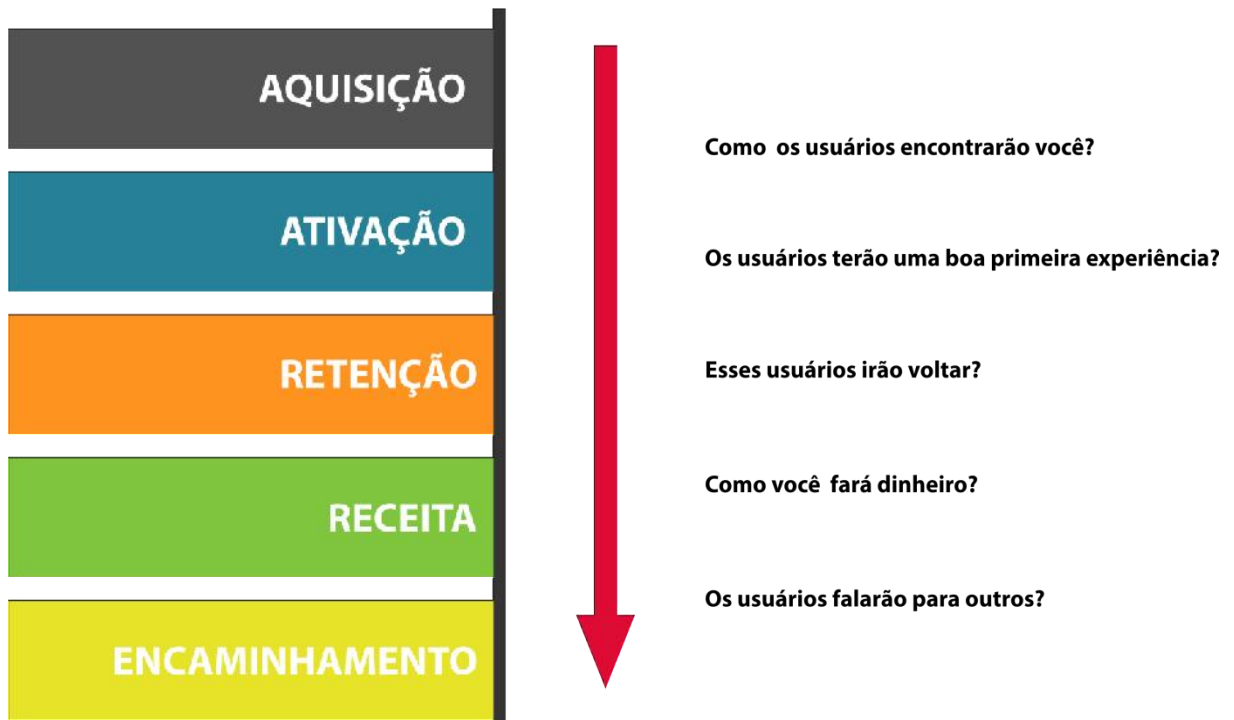 AQUISIÇÃO
Como os usuários encontrarão você?
ATIVAÇÃO
Os usuários terão uma boa primeira experiência?
RETENÇÃO
Esses usuários irão voltar?
RECEITA
Como você fará dinheiro?
ENCAMINHAMENTO
Os usuários falarão para outros?